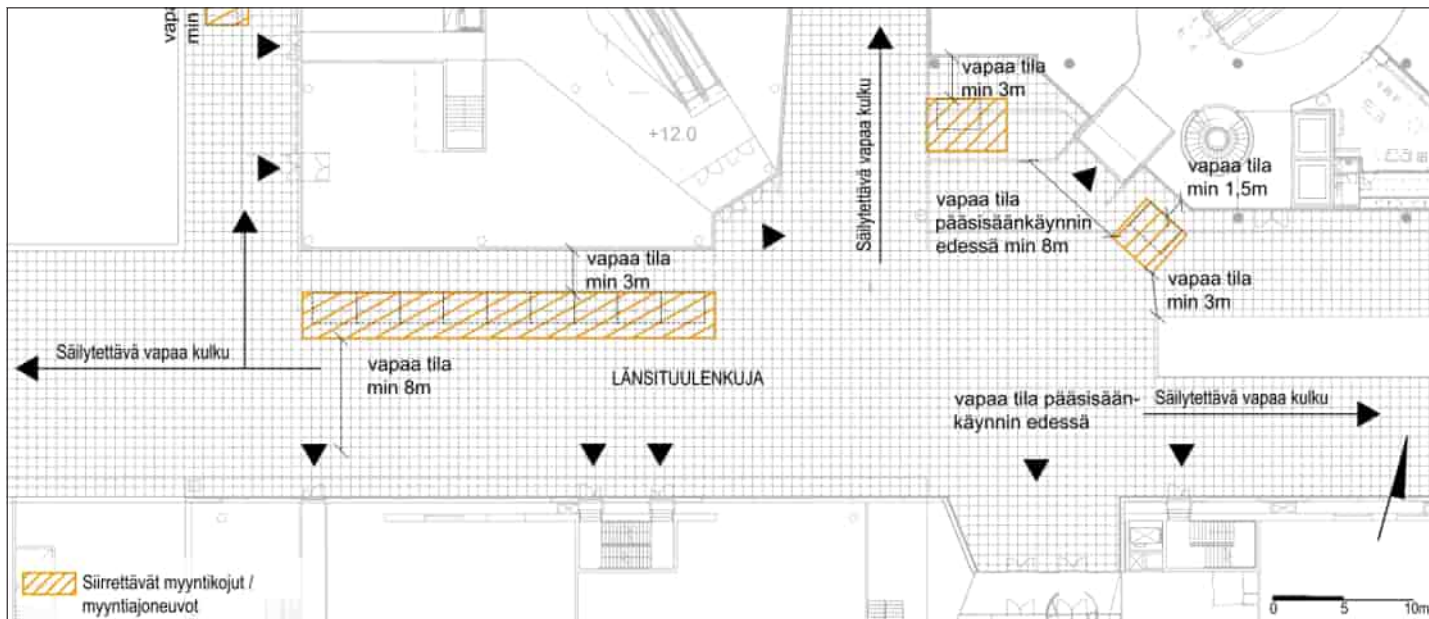 vapaa
min
vapaa tila
min 3m
Säilytettävä vapaa kulku
+12.0
vapaa tila
min 1,5m
vapaa tila
pääsisäänkäynnin
edessä min 8m
vapaa tila
min 3m
vapaa tila
min 3m
Säilytettävä vapaa kulku
vapaa tila
min 8m
LÄNSITUULENKUJA
vapaa tila pääsisään-
käynnin edessä
Säilytettävä vapaa kulku
Siirrettävät myyntikojut /
myyntiajoneuvot
0 5 10m